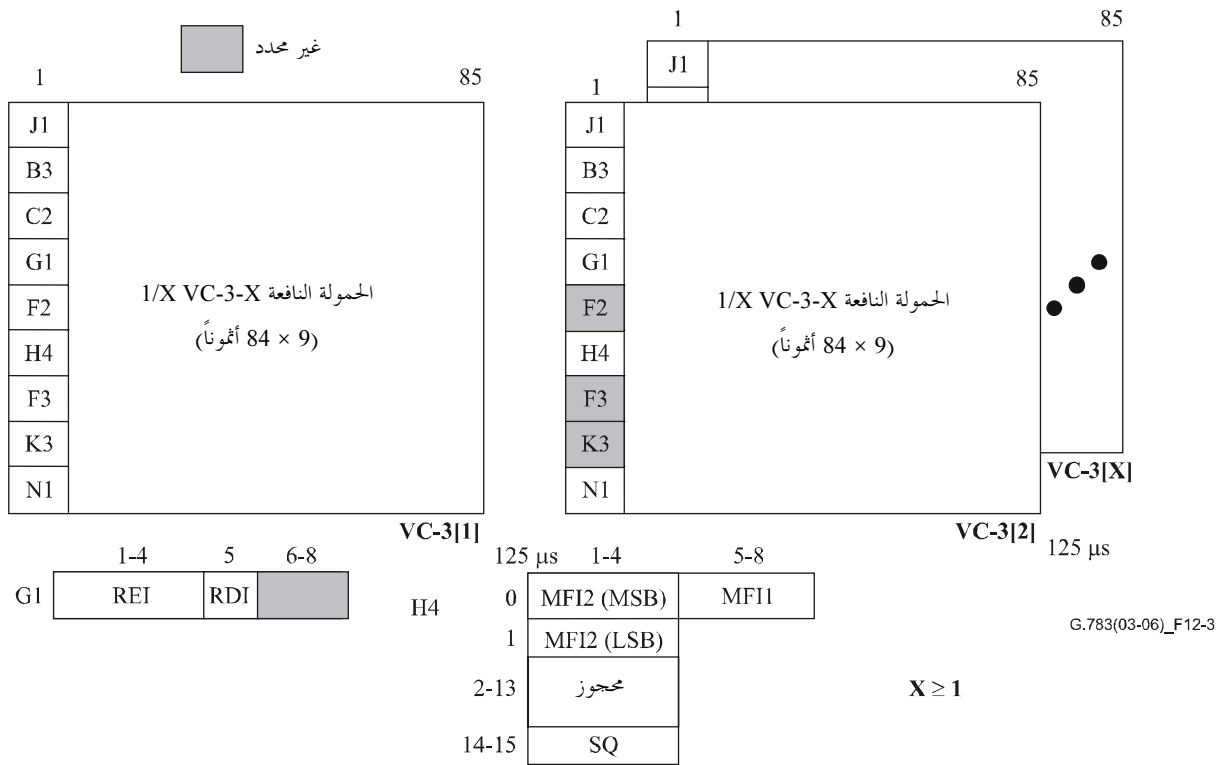 غير محدد
1 85
J1
B3
C2
G1
F2
H4
F3
K3
N1
الحمولة النافعة 1/X VC-3-X
(9 × 84 أثموناً)
VC-3[1]
1 85
J1
1 85
J1
B3
C2
G1
F2
H4
F3
K3
N1
الحمولة النافعة 1/X VC-3-X
(9 × 84 أثموناً)
VC-3[2]
VC-3[X]
125 μs
1-4 5 6-8
G1 REI RDI
125 μs 1-4 5-8
H4 0 MFI2 (MSB) MFI1
1 MFI2 (LSB)
2-13 محجوز
14-15 SQ
X ≥ 1
G.783(03-06)_F12-3